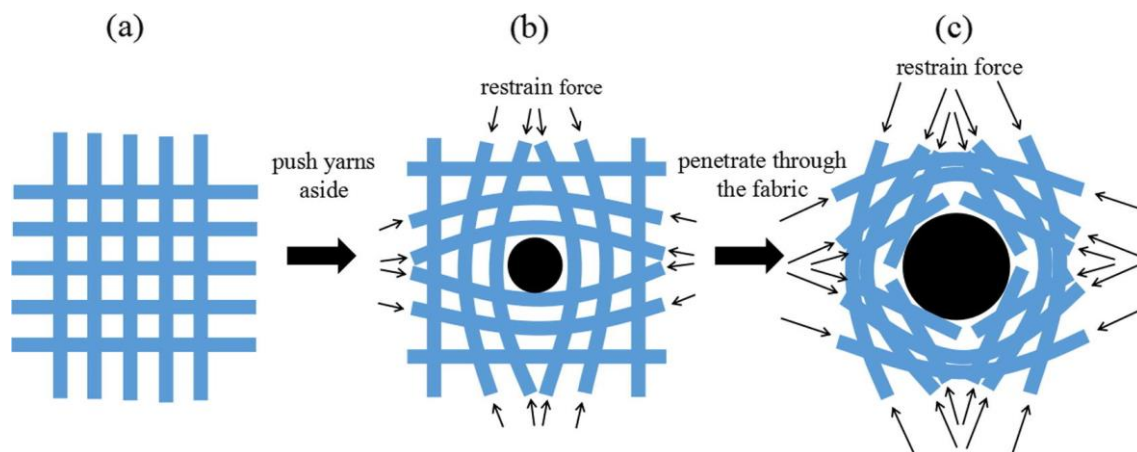 (a)
(b)
(c)
restrain force
restrain force
push yarns
aside
penetrate through
the fabric